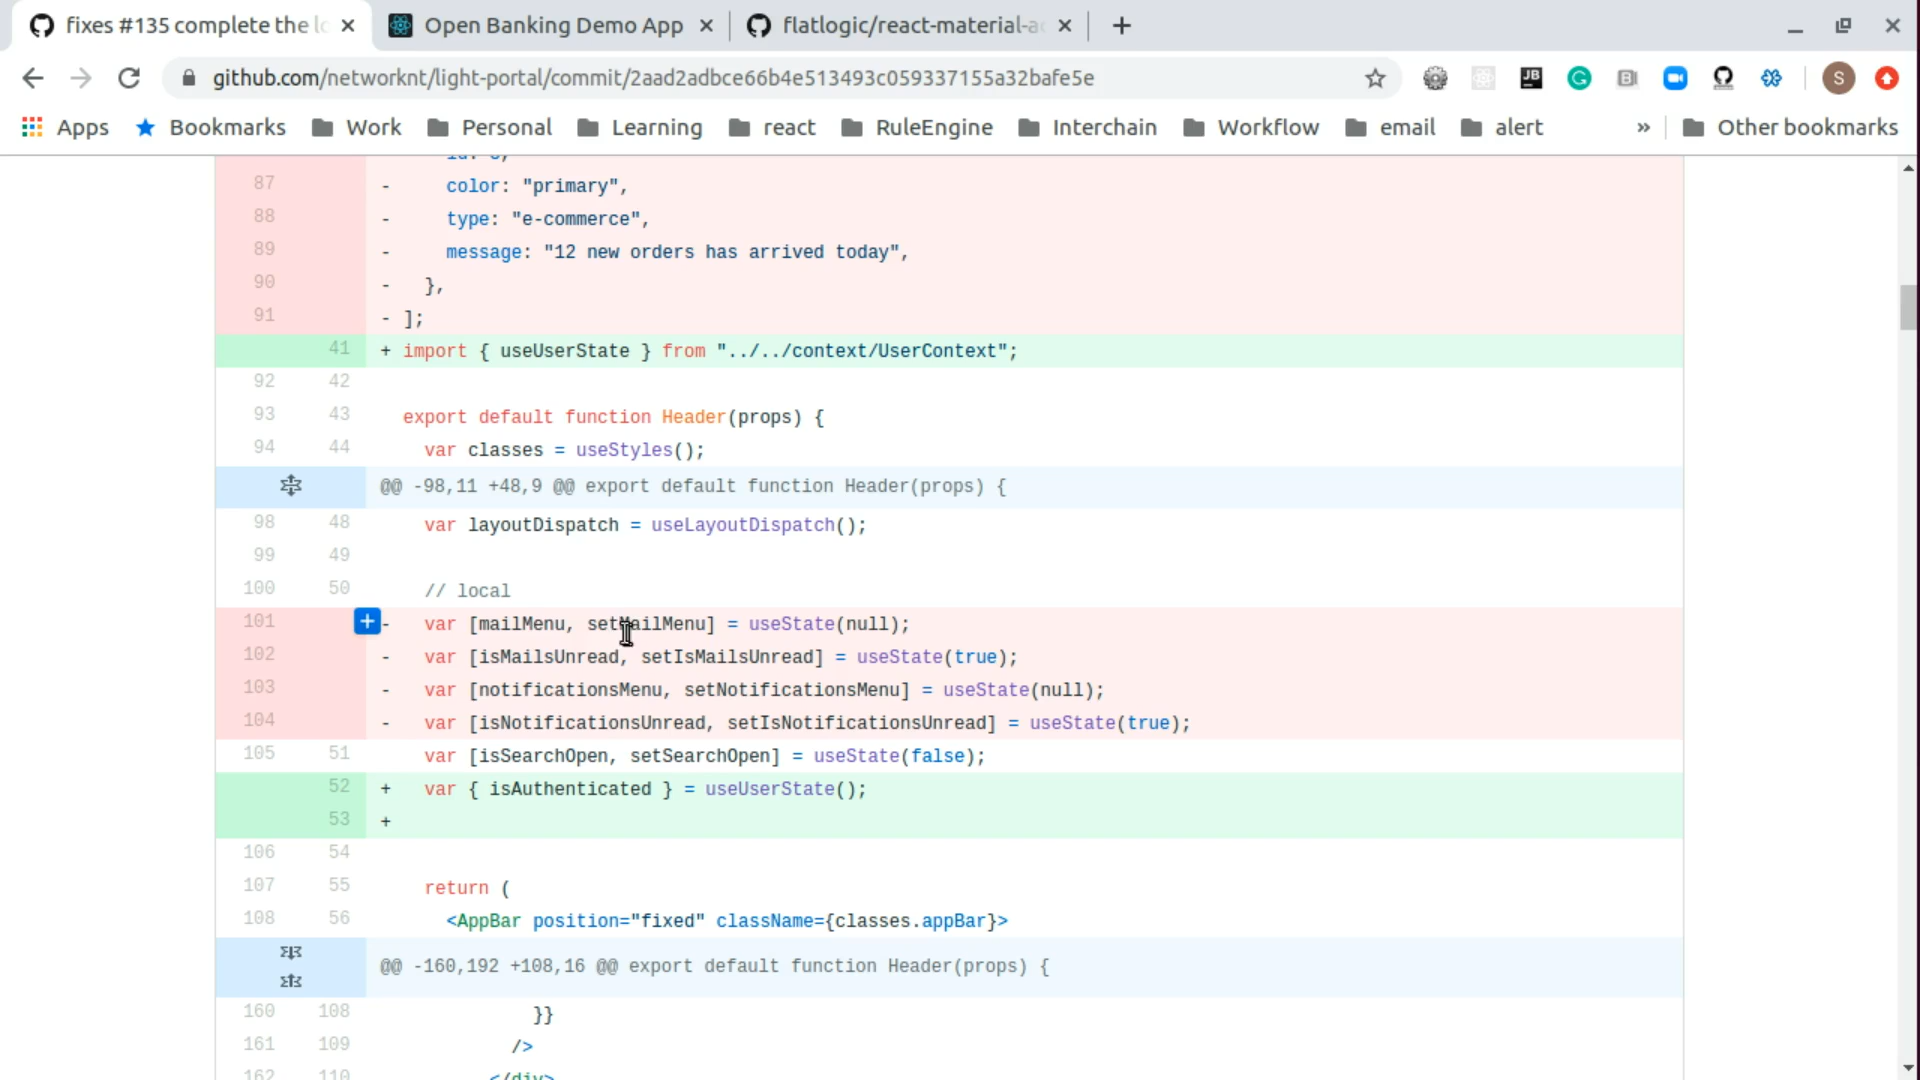 fixes #135 complete the lo
Open Banking Demo App
flatlogic/react-material-ad
github.com/networknt/light-portal/commit/2aad2adbce66b4e513493c059337155a32bafe5e
JB
G
S
Apps
Bookmarks
Work
Personal
Learning
react
RuleEngine
Interchain
Workflow
email
alert
» Other bookmarks
87 - color: "primary",
88 - type: "e-commerce",
89 - message: "12 new orders has arrived today",
90 - },
91 - ];
41 + import { useUserState } from "../../context/UserContext";
92 42
93 43 export default function Header(props) {
94 44 var classes = useStyles();
@@ -98,11 +48,9 @@ export default function Header(props) {
98 48 var layoutDispatch = useLayoutDispatch();
99 49
100 50 // local
101 - var [mailMenu, setMailMenu] = useState(null);
102 - var [isMailsUnread, setIsMailsUnread] = useState(true);
103 - var [notificationsMenu, setNotificationsMenu] = useState(null);
104 - var [isNotificationsUnread, setIsNotificationsUnread] = useState(true);
105 51 var [isSearchOpen, setSearchOpen] = useState(false);
52 + var { isAuthenticated } = useUserState();
53 +
106 54
107 55 return (
108 56 <AppBar position="fixed" className={classes.appBar}>
@@ -160,192 +108,16 @@ export default function Header(props) {
160 108 }}
161 109 />
162 110 </div>